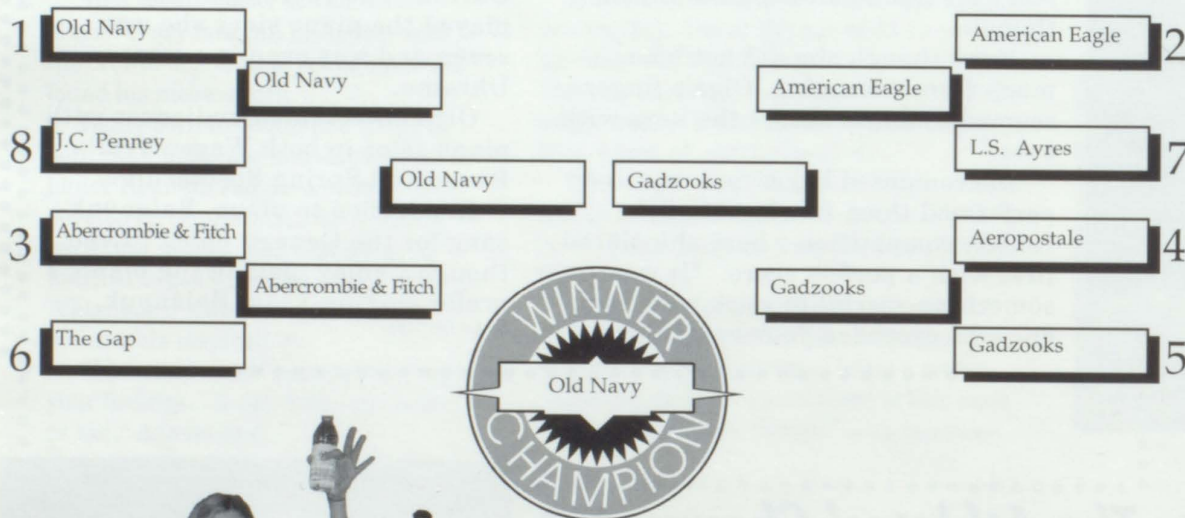 1 Old Navy
Old Navy
8 J.C. Penney
Old Navy
3 Abercrombie & Fitch
Abercrombie & Fitch
6 The Gap
American Eagle 2
American Eagle
L.S. Ayres 7
Gadzooks
Aeropostale 4
Gadzooks
Gadzooks 5
WINNER
Old Navy
CHAMPION